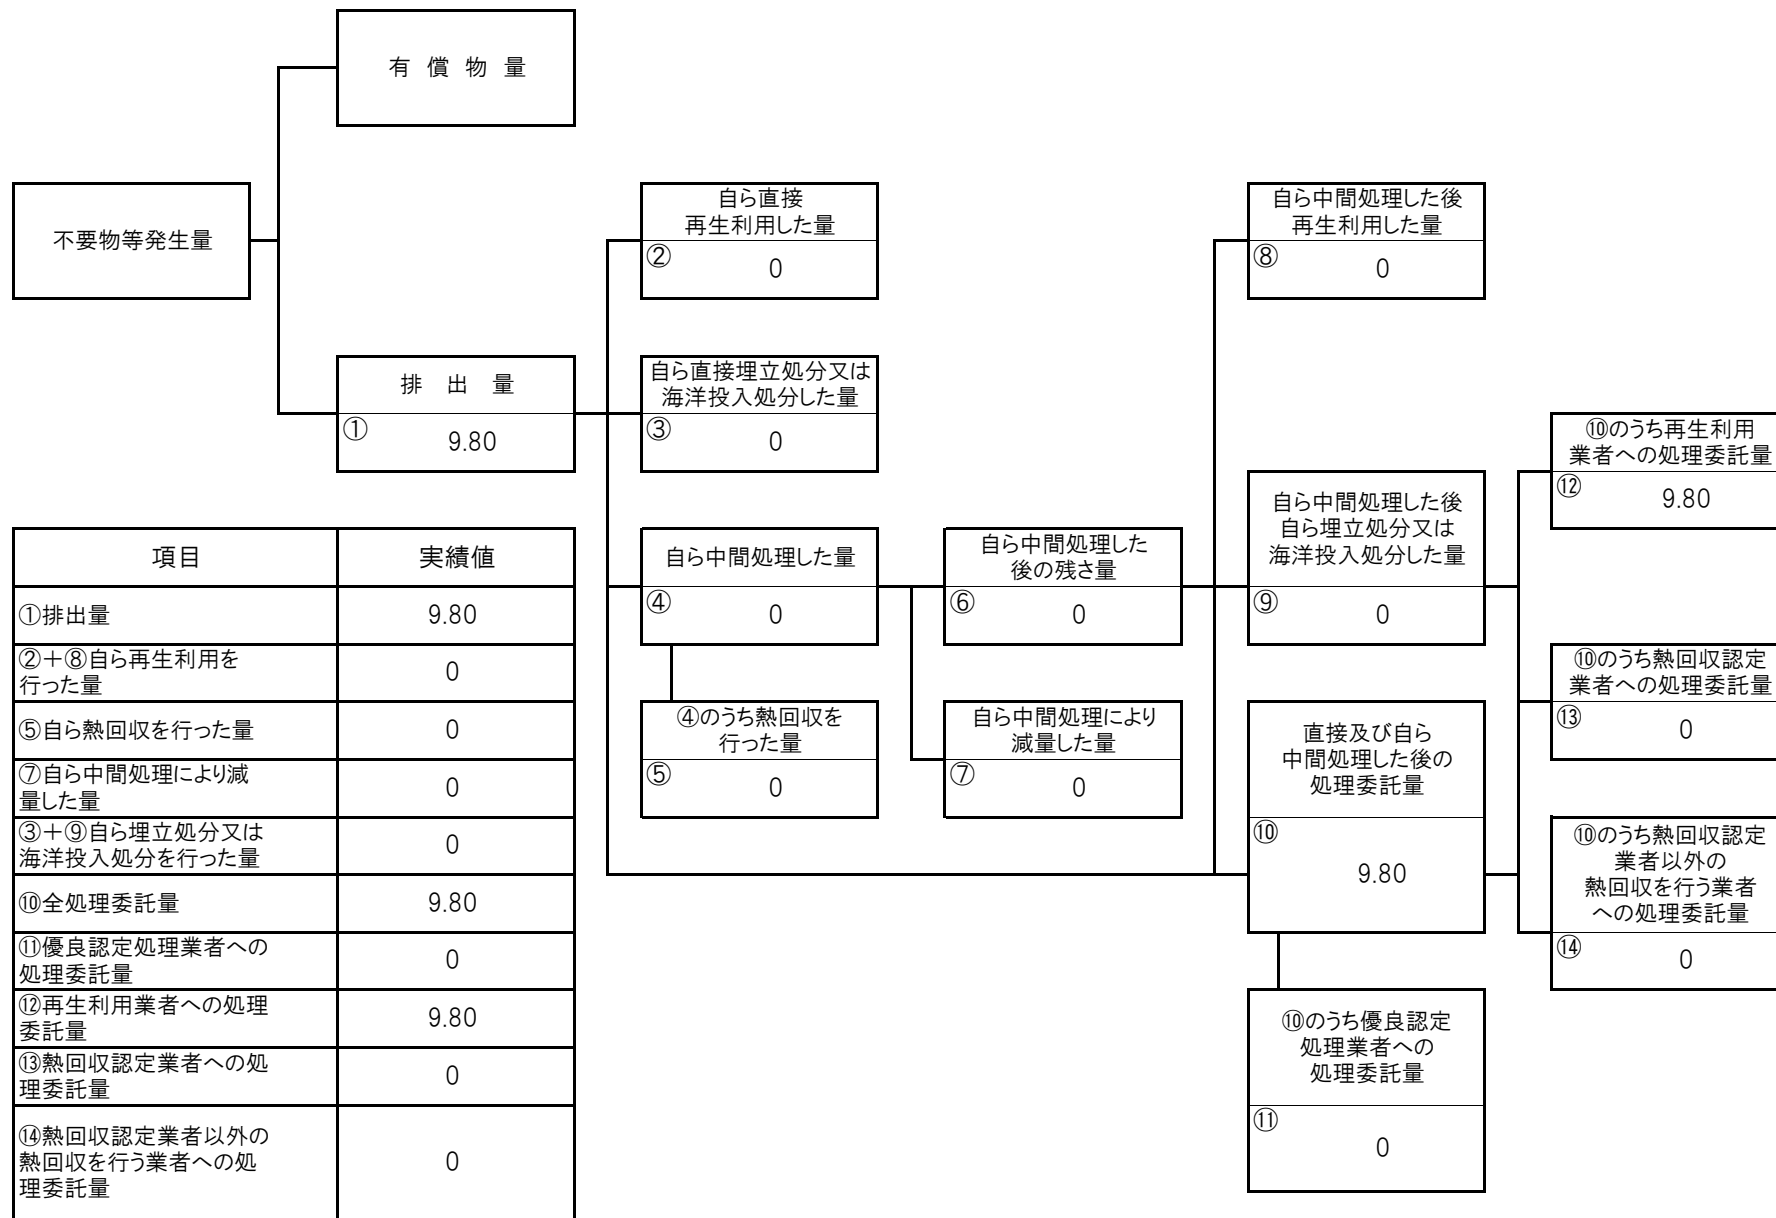 有償物量
不要物等発生量
排出量
①
9.80
自ら直接
再生利用した量
②
0
自ら直接埋立処分又は
海洋投入処分した量
③
0
自ら中間処理した量
④
0
④のうち熱回収を
行った量
⑤
0
自ら中間処理した
後の残さ量
⑥
0
自ら中間処理により
減量した量
⑦
0
自ら中間処理した後
再生利用した量
⑧
0
自ら中間処理した後
自ら埋立処分又は
海洋投入処分した量
⑨
0
直接及び自ら
中間処理した後の
処理委託量
⑩
9.80
⑩のうち優良認定
処理業者への
処理委託量
⑪
0
⑩のうち再生利用
業者への処理委託量
⑫
9.80
⑩のうち熱回収認定
業者への処理委託量
⑬
0
⑩のうち熱回収認定
業者以外の
熱回収を行う業者
への処理委託量
⑭
0
項目 実績値
①排出量 9.80
②＋⑧自ら再生利用を
行った量 0
⑤自ら熱回収を行った量 0
⑦自ら中間処理により減
量した量 0
③＋⑨自ら埋立処分又は
海洋投入処分を行った量 0
⑩全処理委託量 9.80
⑪優良認定処理業者への
処理委託量 0
⑫再生利用業者への処理
委託量 9.80
⑬熱回収認定業者への処
理委託量 0
⑭熱回収認定業者以外の
熱回収を行う業者への処
理委託量 0